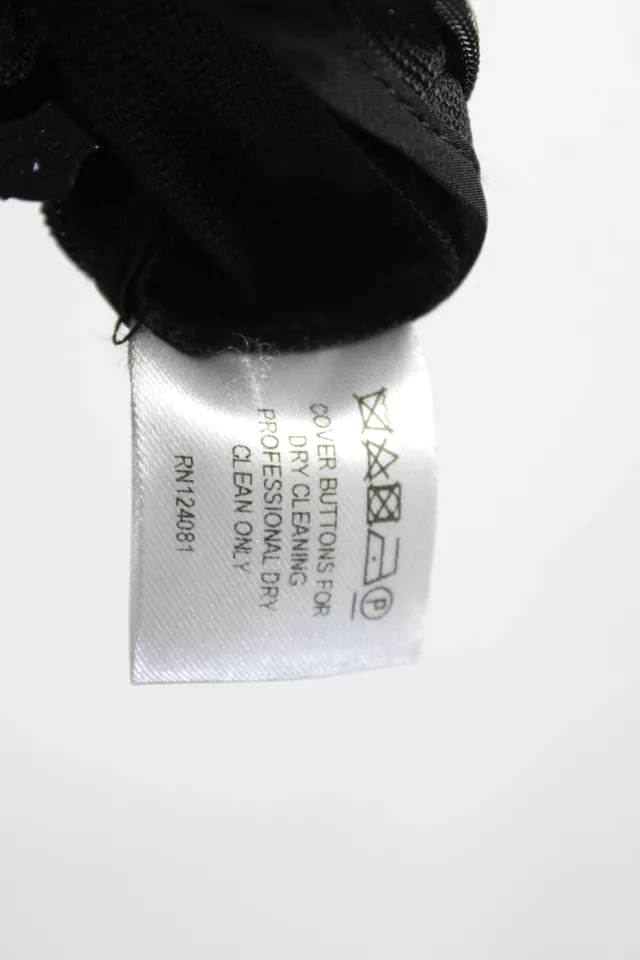 P
COVER BUTTONS FOR
DRY CLEANING
PROFESSIONAL DRY
CLEAN ONLY
RN124081